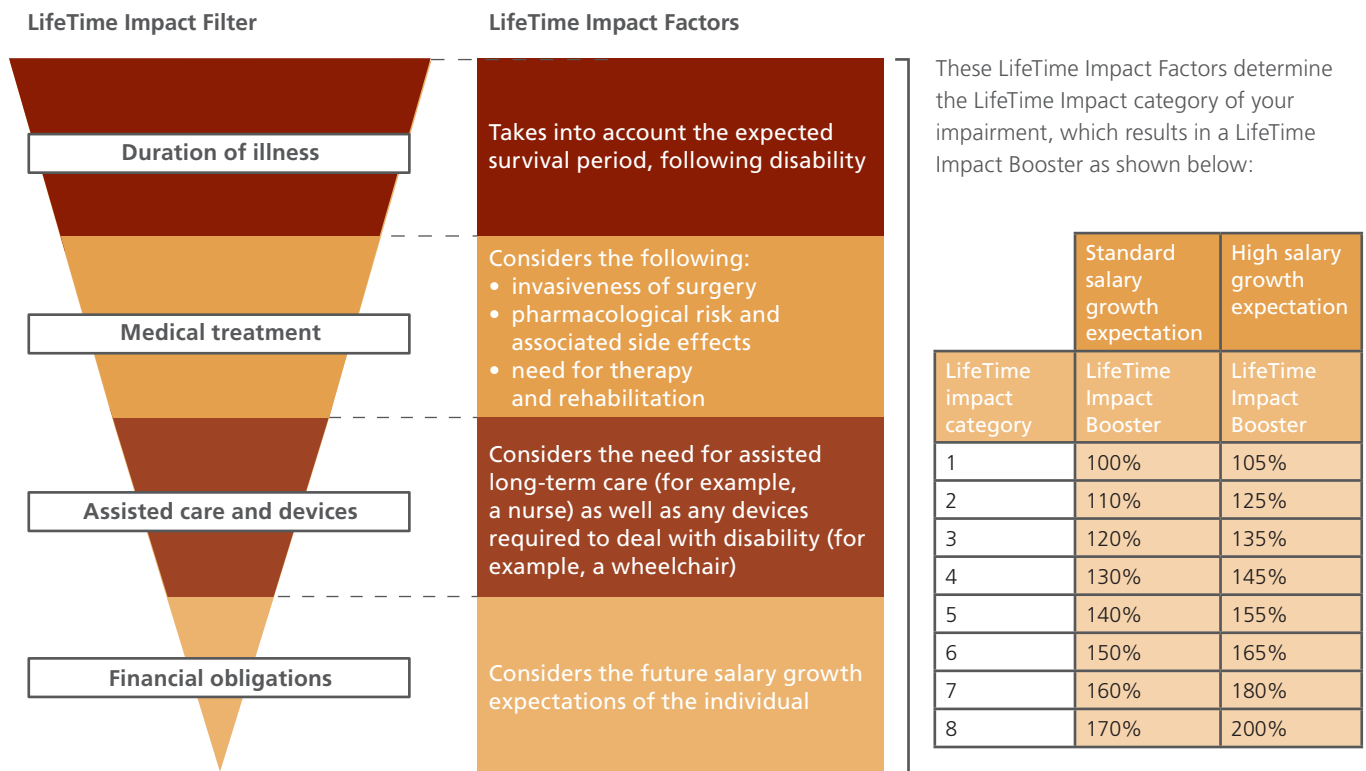 LifeTime Impact Filter
Duration of illness
Medical treatment
Assisted care and devices
Financial obligations
LifeTime Impact Factors
Takes into account the expected
survival period, following disability
Considers the following:
• invasiveness of surgery
• pharmacological risk and
associated side effects
• need for therapy
and rehabilitation
Considers the need for assisted
long-term care (for example,
a nurse) as well as any devices
required to deal with disability (for
example, a wheelchair)
Considers the future salary growth
expectations of the individual
These LifeTime Impact Factors determine
the LifeTime Impact category of your
impairment, which results in a LifeTime
Impact Booster as shown below:
Standard
salary
growth
expectation
High salary
growth
expectation
LifeTime
impact
category
LifeTime
Impact
Booster
LifeTime
Impact
Booster
1 100% 105%
2 110% 125%
3 120% 135%
4 130% 145%
5 140% 155%
6 150% 165%
7 160% 180%
8 170% 200%